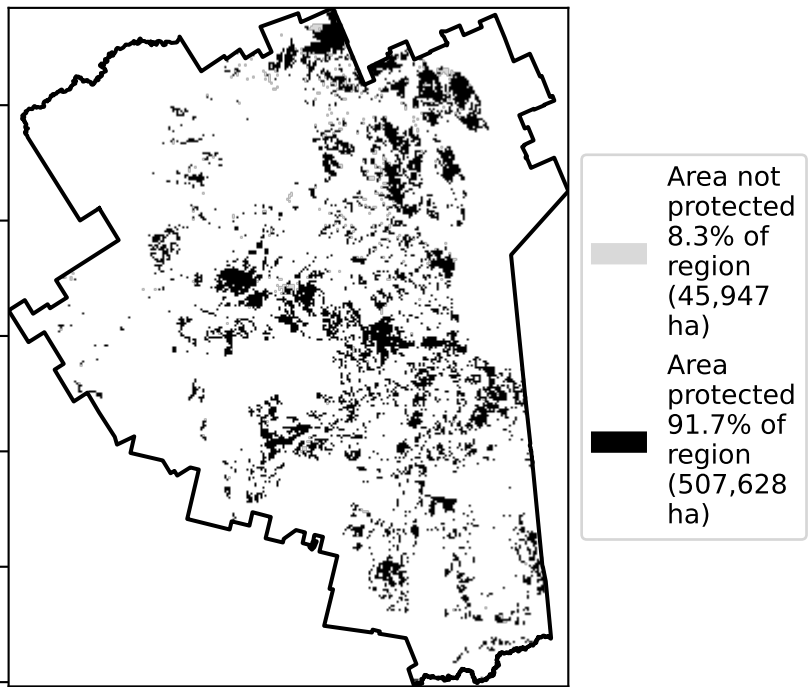 Area not
protected
8.3% of
region
(45,947
ha)
Area
protected
91.7% of
region
(507,628
ha)